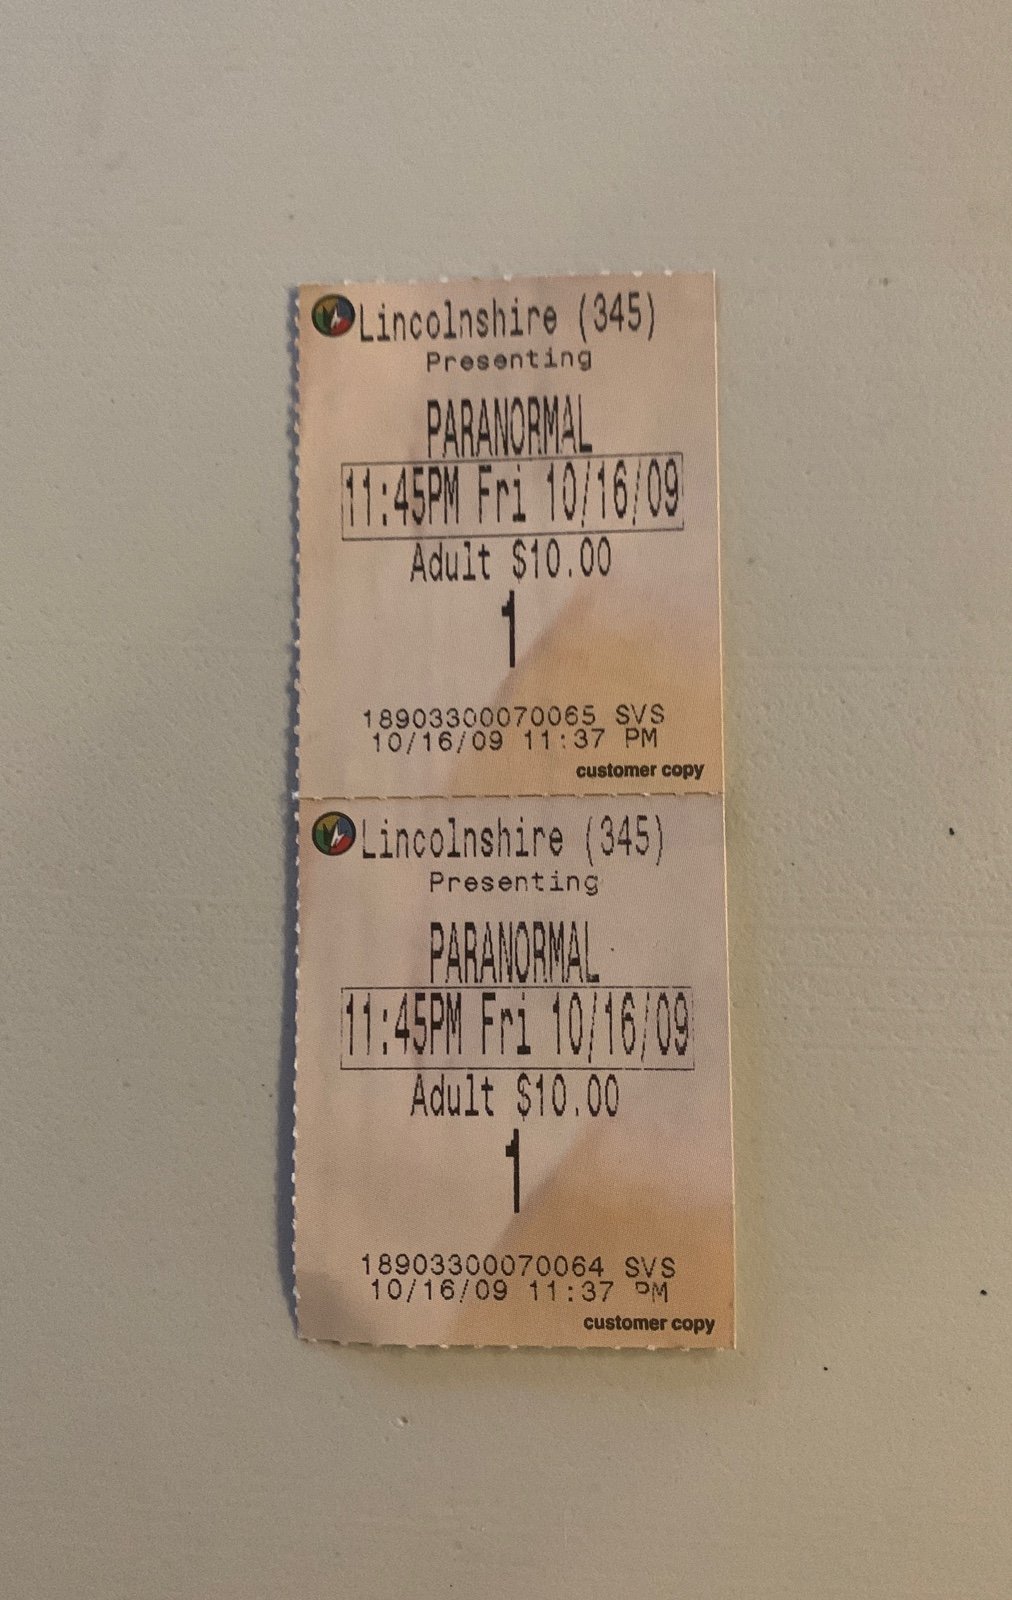 Lincolnshire (345)
Presenting
PARANORMAL
11:45PM Fri 10/16/09
Adult $10.00
1
18903300070065 SVS
10/16/09 11:37 PM
customer copy
Lincolnshire (345)
Presenting
PARANORMAL
11:45PM Fri 10/16/09
Adult $10.00
1
18903300070064 SVS
10/16/09 11:37 PM
customer copy